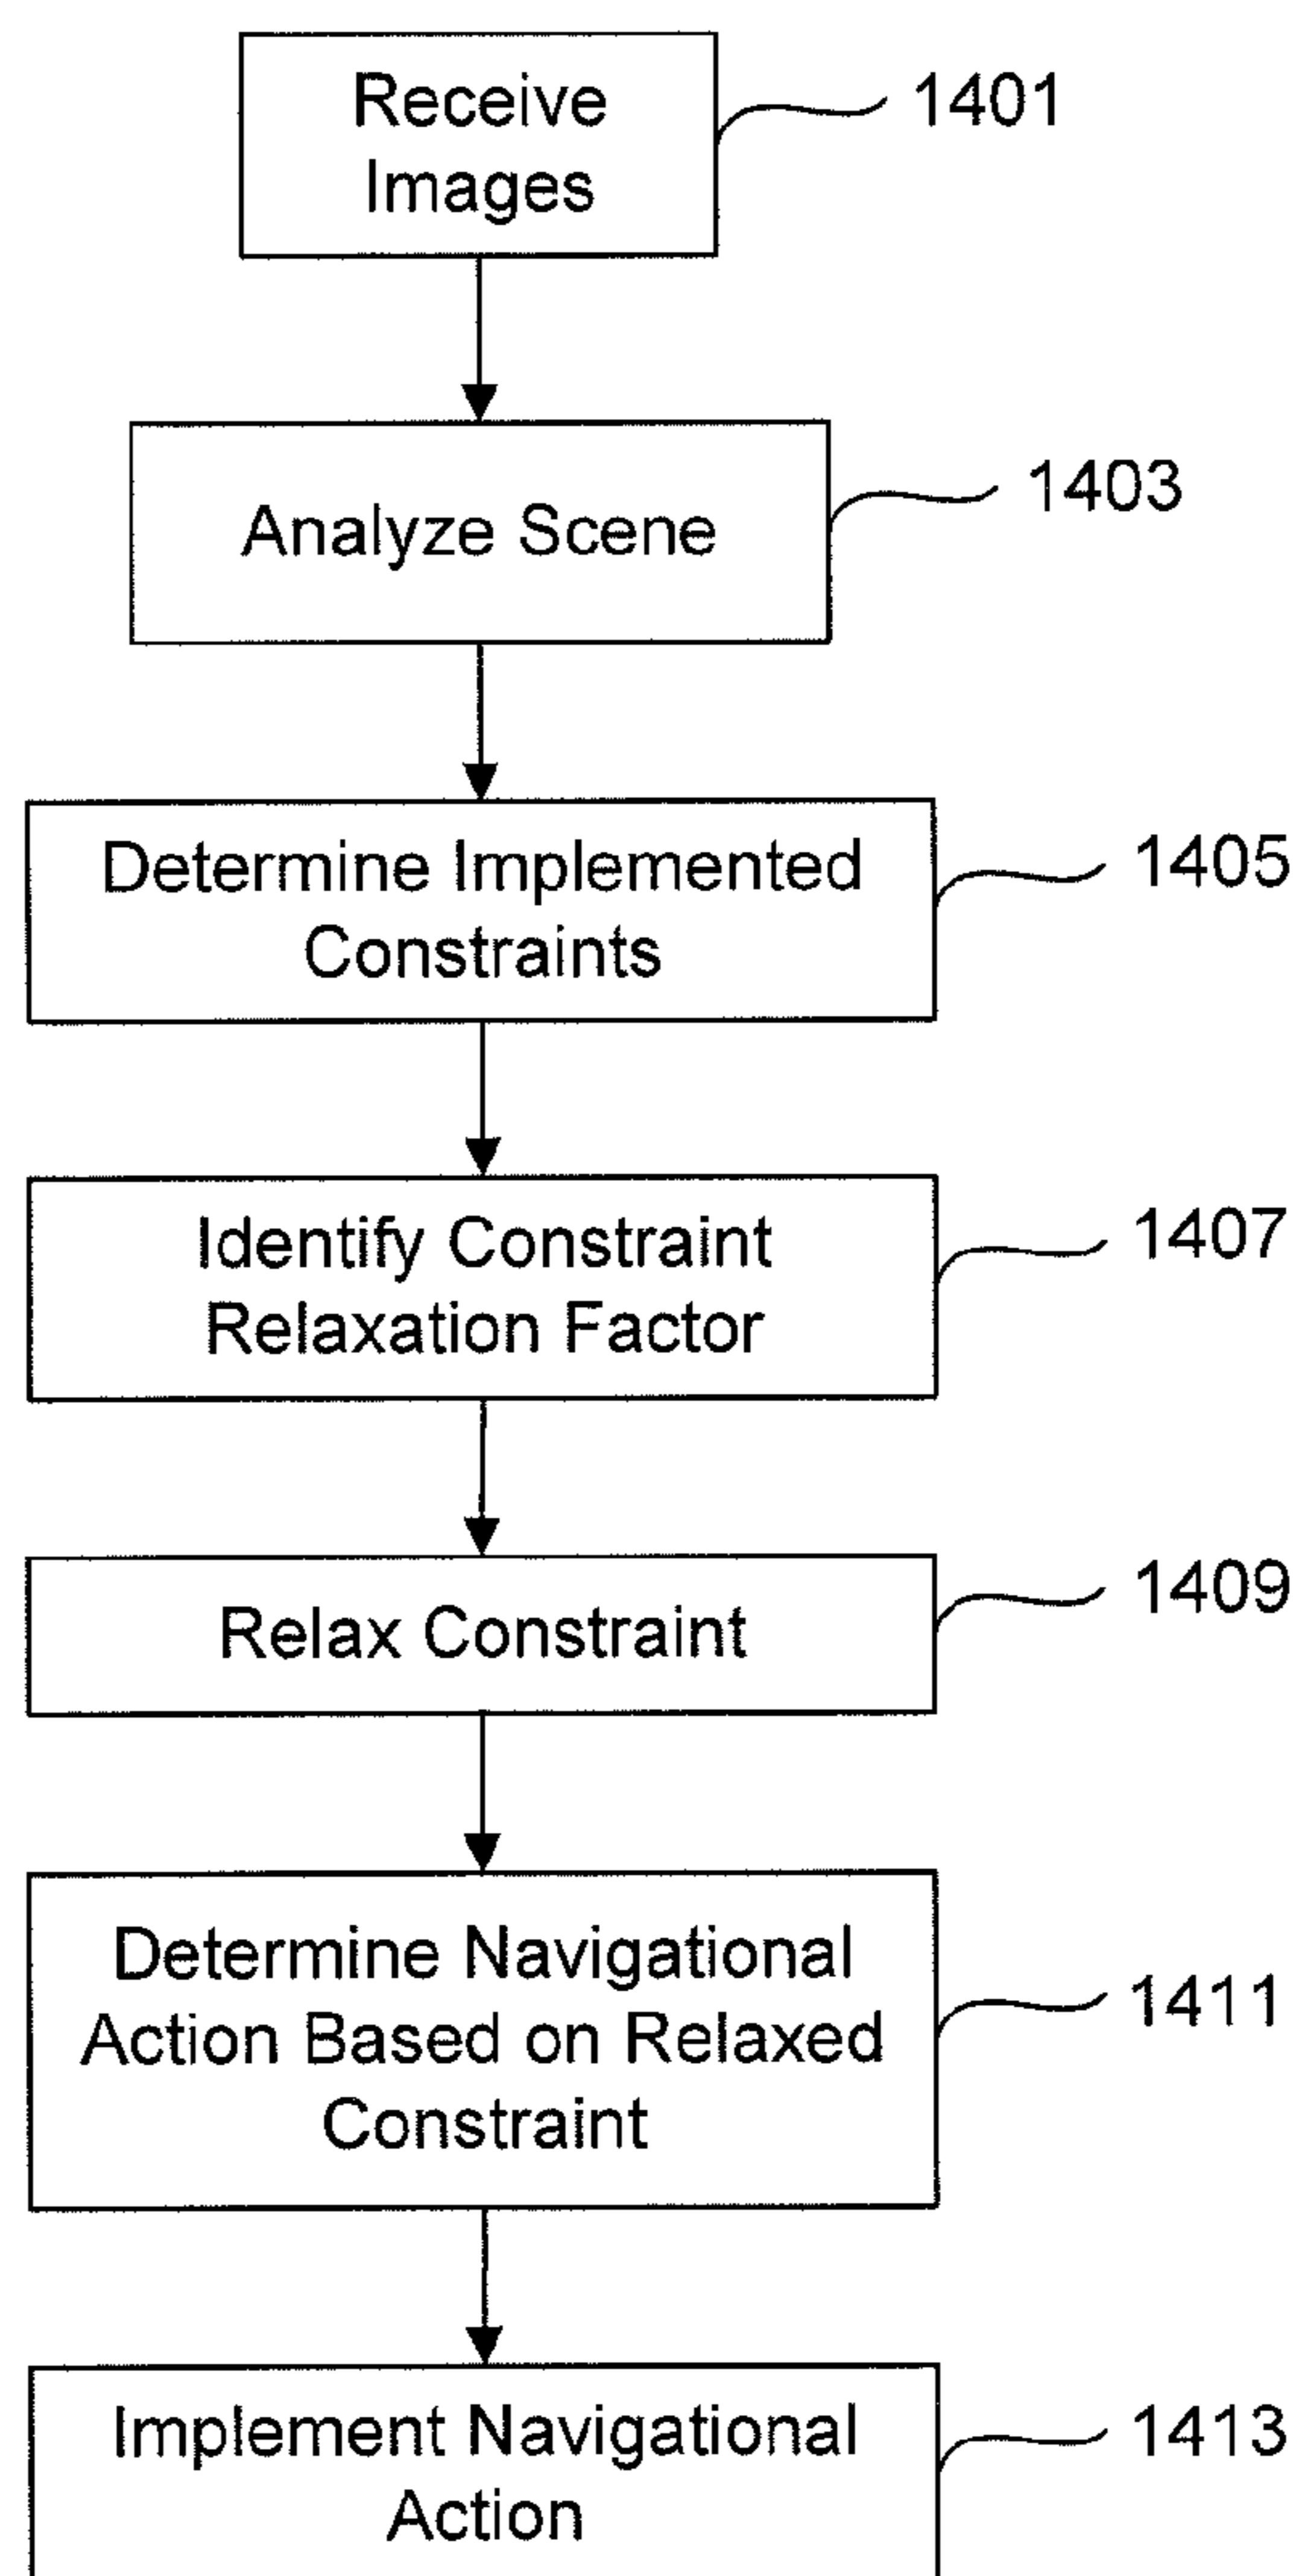 Receive
Images
1401
Analyze Scene
1403
Determine Implemented
Constraints
1405
Identify Constraint
Relaxation Factor
1407
Relax Constraint
1409
Determine Navigational
Action Based on Relaxed
Constraint
1411
Implement Navigational
Action
1413